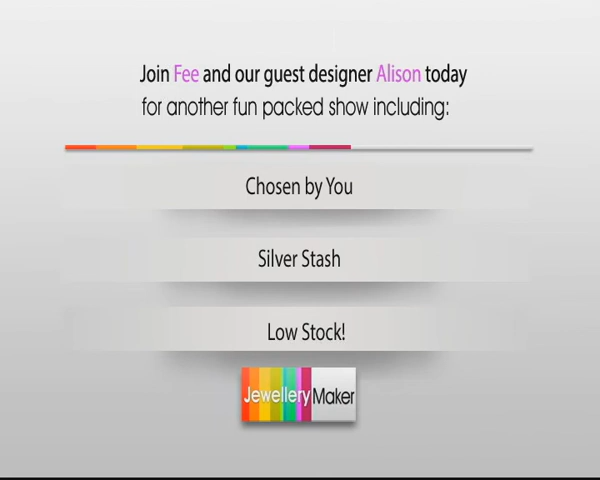 Join Fee and our guest designer Alison today
for another fun packed show including:
Chosen by You
Silver Stash
Low Stock!
JewelleryMaker